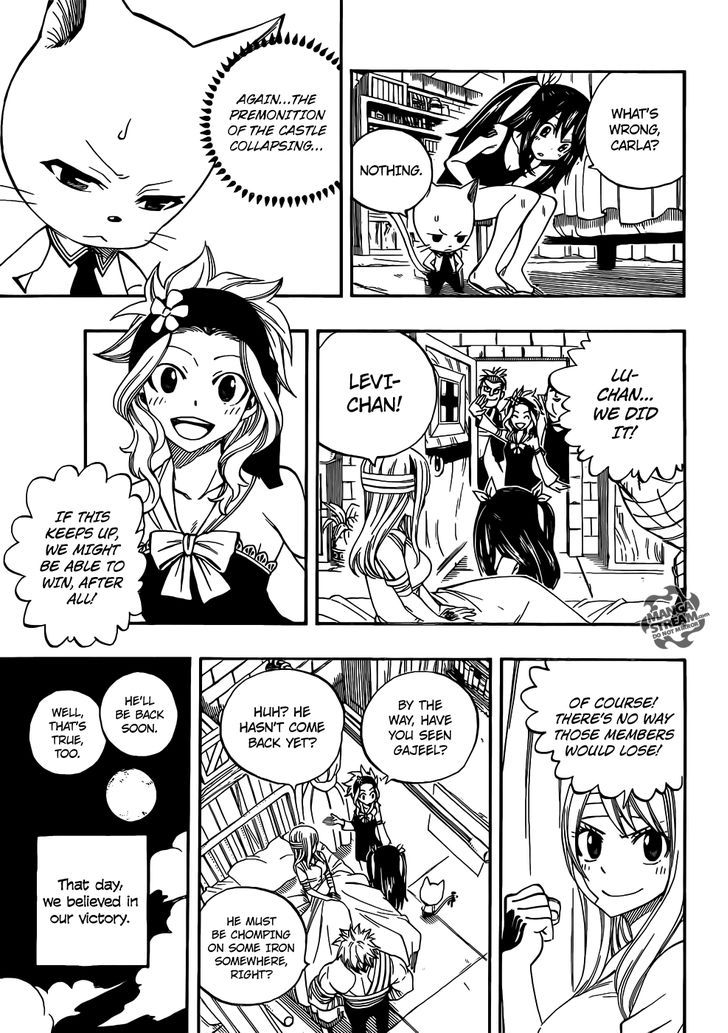 WHAT'S
WRONG,
CARLA?
NOTHING.
AGAIN...THE
PREMONITION
OF THE CASTLE
COLLAPSING...
LU-
CHAN...
WE DID
IT!
LEVI-
CHAN!
IF THIS
KEEPS UP,
WE MIGHT
BE ABLE TO
WIN, AFTER
ALL!
MANGA
STREAM.com
DO NOT MIRROR
OF COURSE!
THERE'S NO WAY
THOSE MEMBERS
WOULD LOSE!
BY THE
WAY, HAVE
YOU SEEN
GAJEEL?
HUH? HE
HASN'T COME
BACK YET?
HE MUST
BE CHOMPING
ON SOME IRON
SOMEWHERE,
RIGHT?
HE'LL
BE BACK
SOON.
WELL,
THAT'S
TRUE,
TOO.
That day,
we believed in
our victory.